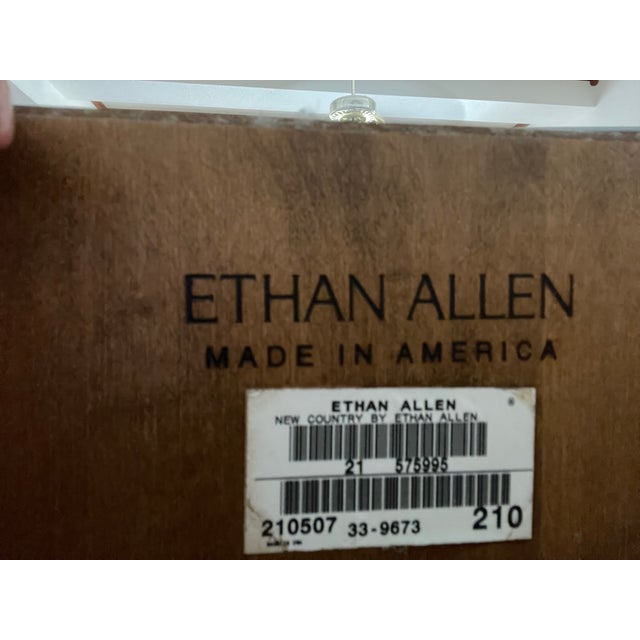 ETHAN ALLEN
MADE IN AMERICA
ETHAN ALLEN ®
NEW COUNTRY BY ETHAN ALLEN
21 575995
210507 33-9673 210